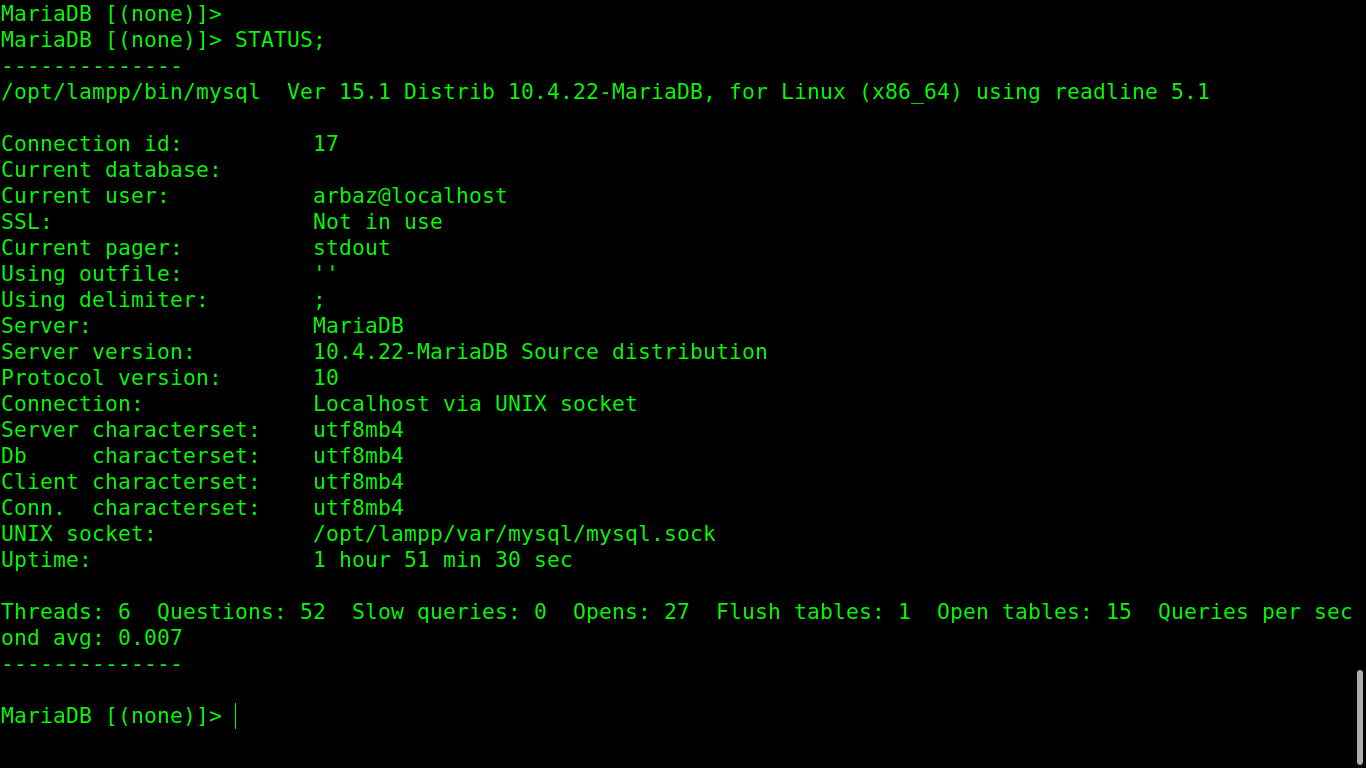 MariaDB [(none)]>
MariaDB [(none)]> STATUS;
--------------
/opt/lampp/bin/mysql  Ver 15.1 Distrib 10.4.22-MariaDB, for Linux (x86_64) using readline 5.1

Connection id:          17
Current database:
Current user:           arbaz@localhost
SSL:                    Not in use
Current pager:          stdout
Using outfile:          ''
Using delimiter:        ;
Server:                 MariaDB
Server version:         10.4.22-MariaDB Source distribution
Protocol version:       10
Connection:             Localhost via UNIX socket
Server characterset:    utf8mb4
Db     characterset:    utf8mb4
Client characterset:    utf8mb4
Conn.  characterset:    utf8mb4
UNIX socket:            /opt/lampp/var/mysql/mysql.sock
Uptime:                 1 hour 51 min 30 sec

Threads: 6  Questions: 52  Slow queries: 0  Opens: 27  Flush tables: 1  Open tables: 15  Queries per sec
ond avg: 0.007
--------------

MariaDB [(none)]>